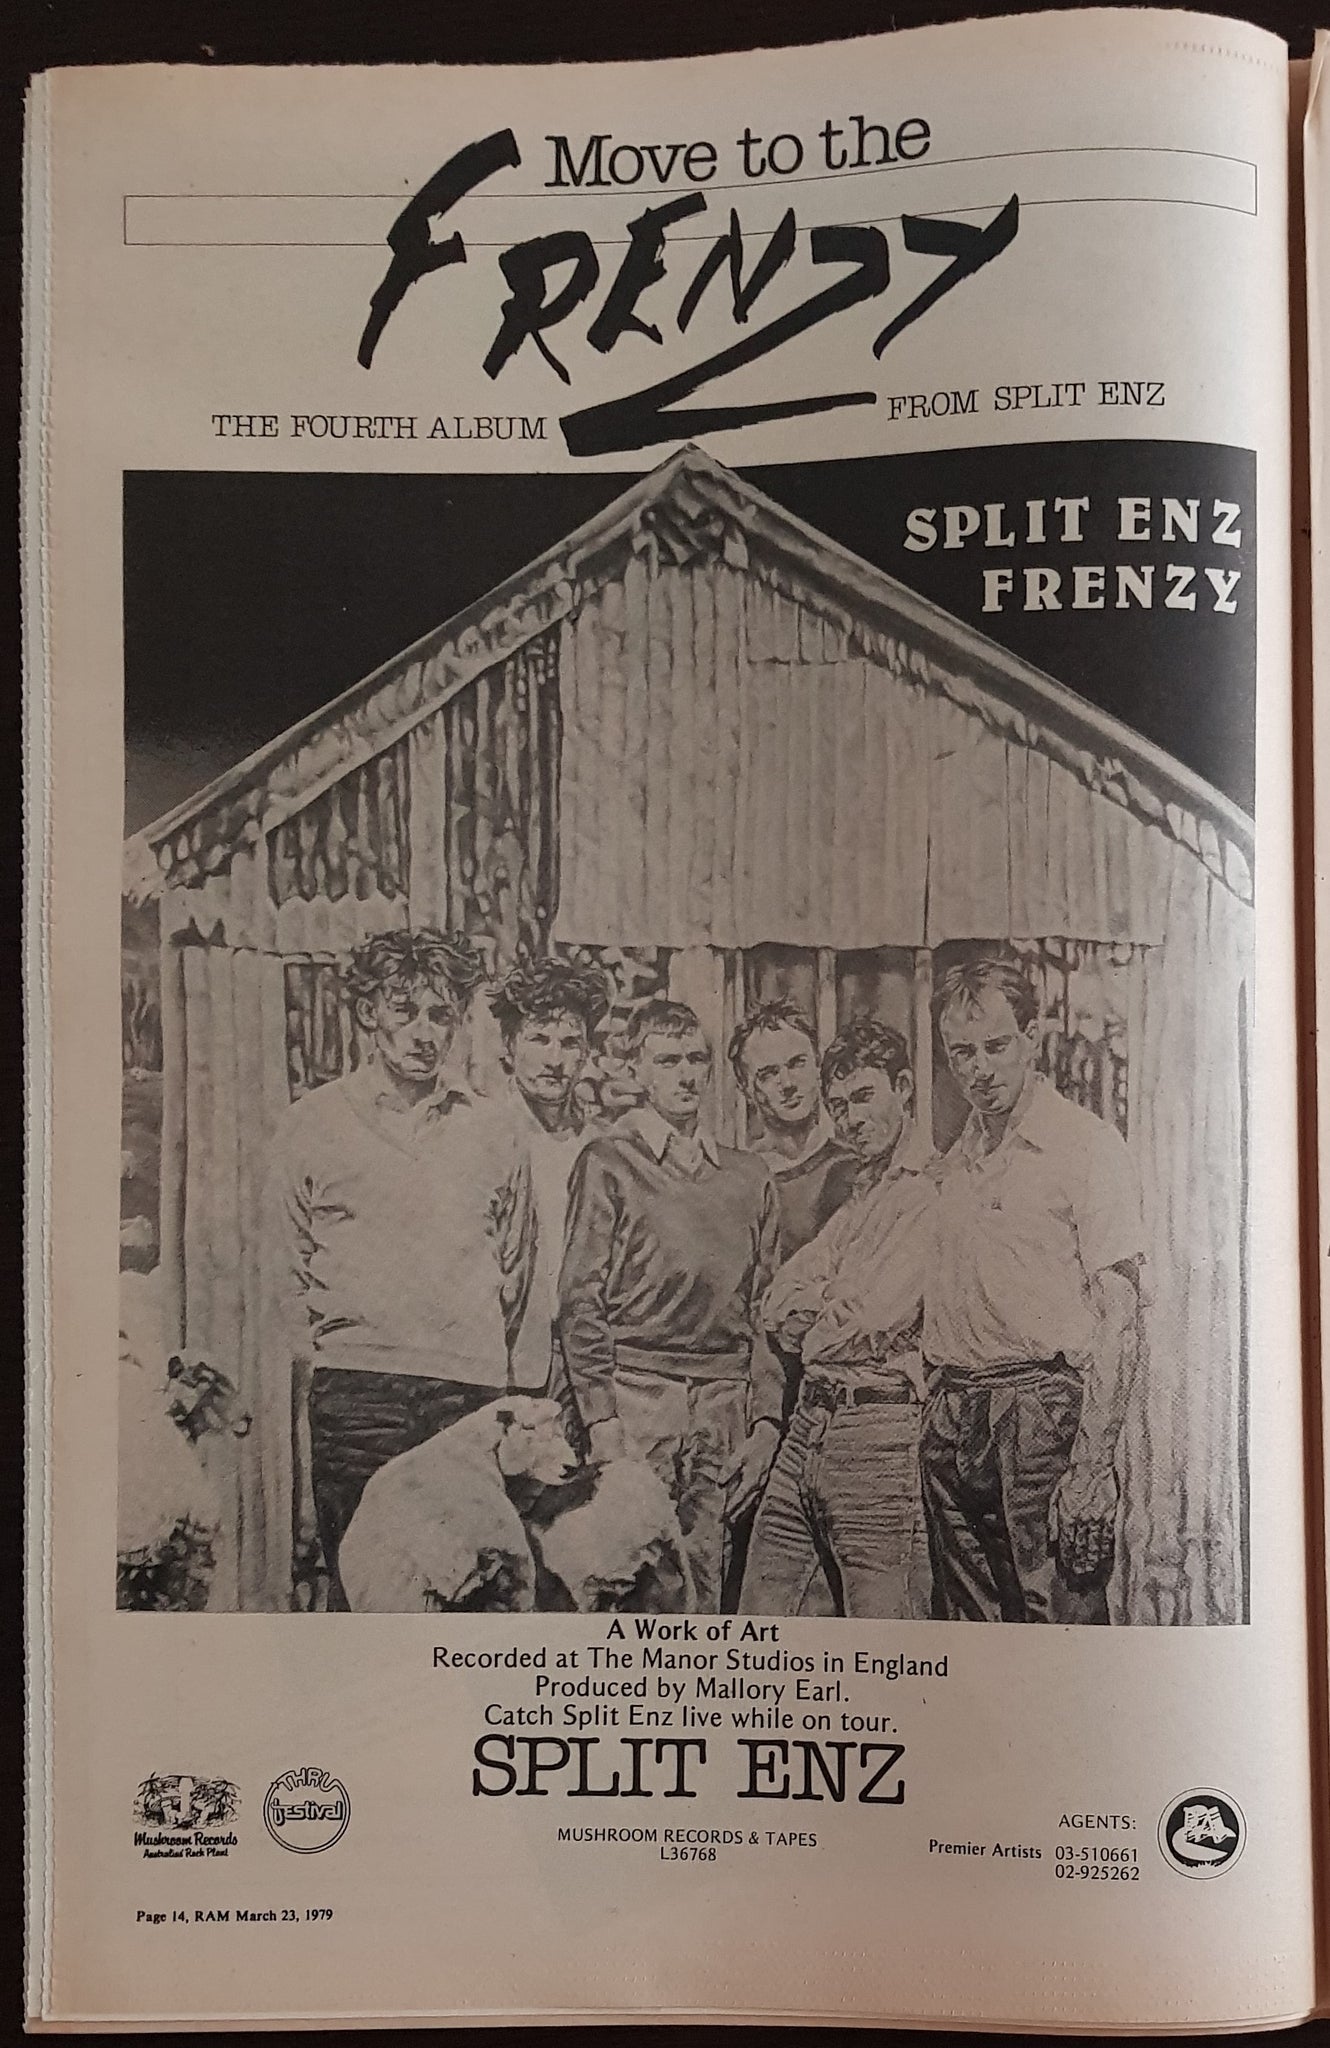 Move to the
FRENZY
THE FOURTH ALBUM FROM SPLIT ENZ
SPLIT ENZ
FRENZY
A Work of Art
Recorded at The Manor Studios in England
Produced by Mallory Earl.
Catch Split Enz live while on tour.
SPLIT ENZ
Mushroom Records
Australian Rock Plant
THRU
festival
MUSHROOM RECORDS & TAPES
L36768
AGENTS:
Premier Artists 03-510661
02-925262
Page 14, RAM March 23, 1979